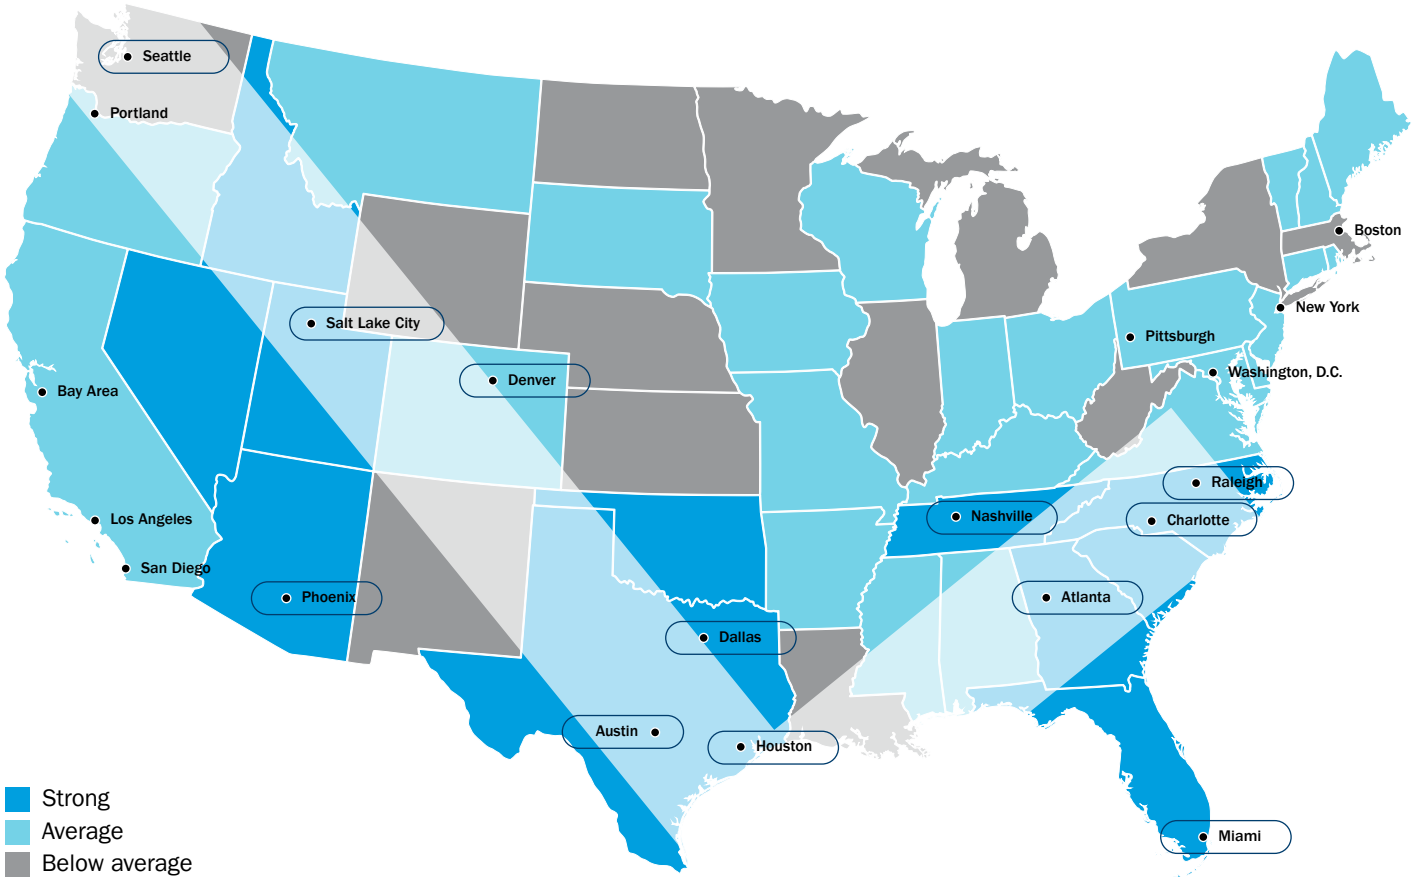 Seattle
Portland
Boston
New York
Salt Lake City
Pittsburgh
Washington, D.C.
Denver
Bay Area
Raleigh
Nashville
Charlotte
Los Angeles
San Diego
Phoenix
Atlanta
Dallas
Austin
Houston
Strong
Average
Miami
Below average